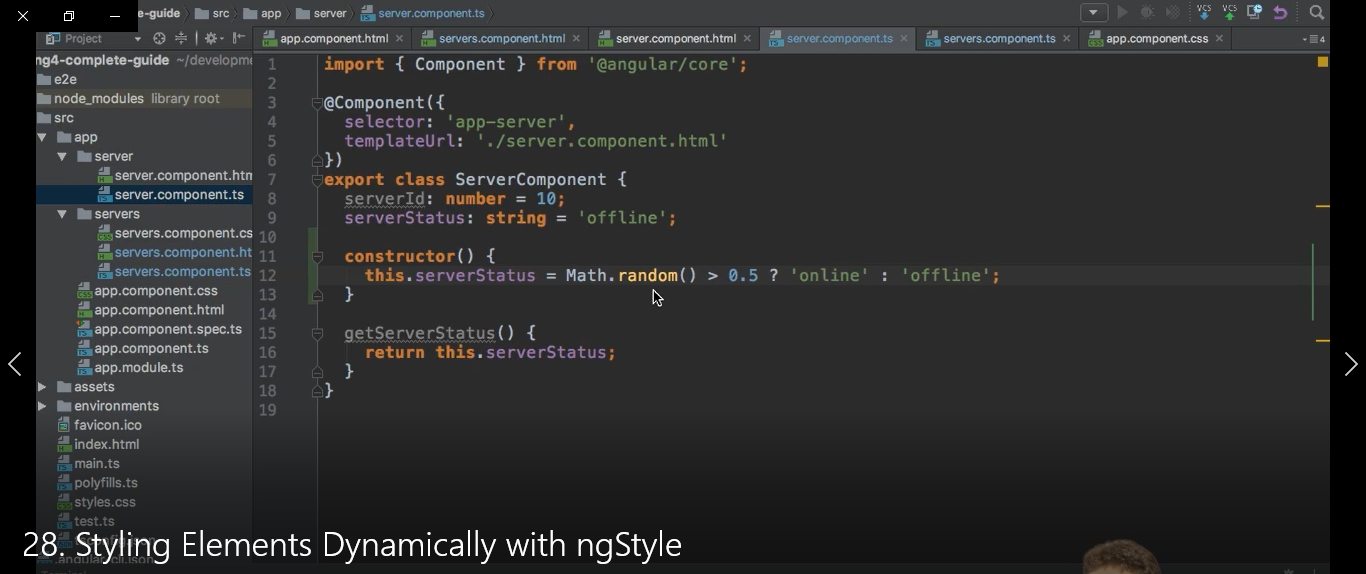 e-guide src app server server.component.ts
Project
VCS VCS
app.component.html servers.component.html server.component.html server.component.ts servers.component.ts app.component.css
4
ng4-complete-guide ~/developme
e2e
node_modules library root
src
app
server
server.component.htm
server.component.ts
servers
servers.component.cs
servers.component.ht
servers.component.ts
app.component.css
app.component.html
app.component.spec.ts
app.component.ts
app.module.ts
assets
environments
favicon.ico
index.html
main.ts
polyfills.ts
styles.css
test.ts
.angular-cli.json
1 import { Component } from '@angular/core';
2
3 @Component({
4 selector: 'app-server',
5 templateUrl: './server.component.html'
6 })
7 export class ServerComponent {
8 serverId: number = 10;
9 serverStatus: string = 'offline';
10
11 constructor() {
12 this.serverStatus = Math.random() > 0.5 ? 'online' : 'offline';
13 }
14
15 getServerStatus() {
16 return this.serverStatus;
17 }
18 }
19
28. Styling Elements Dynamically with ngStyle